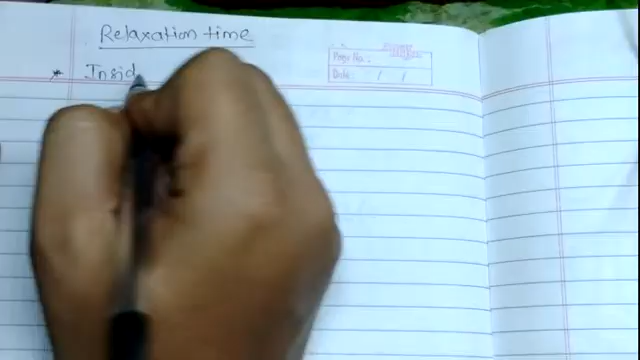 Relaxation time
Page No.:
Date: / /
* Insid